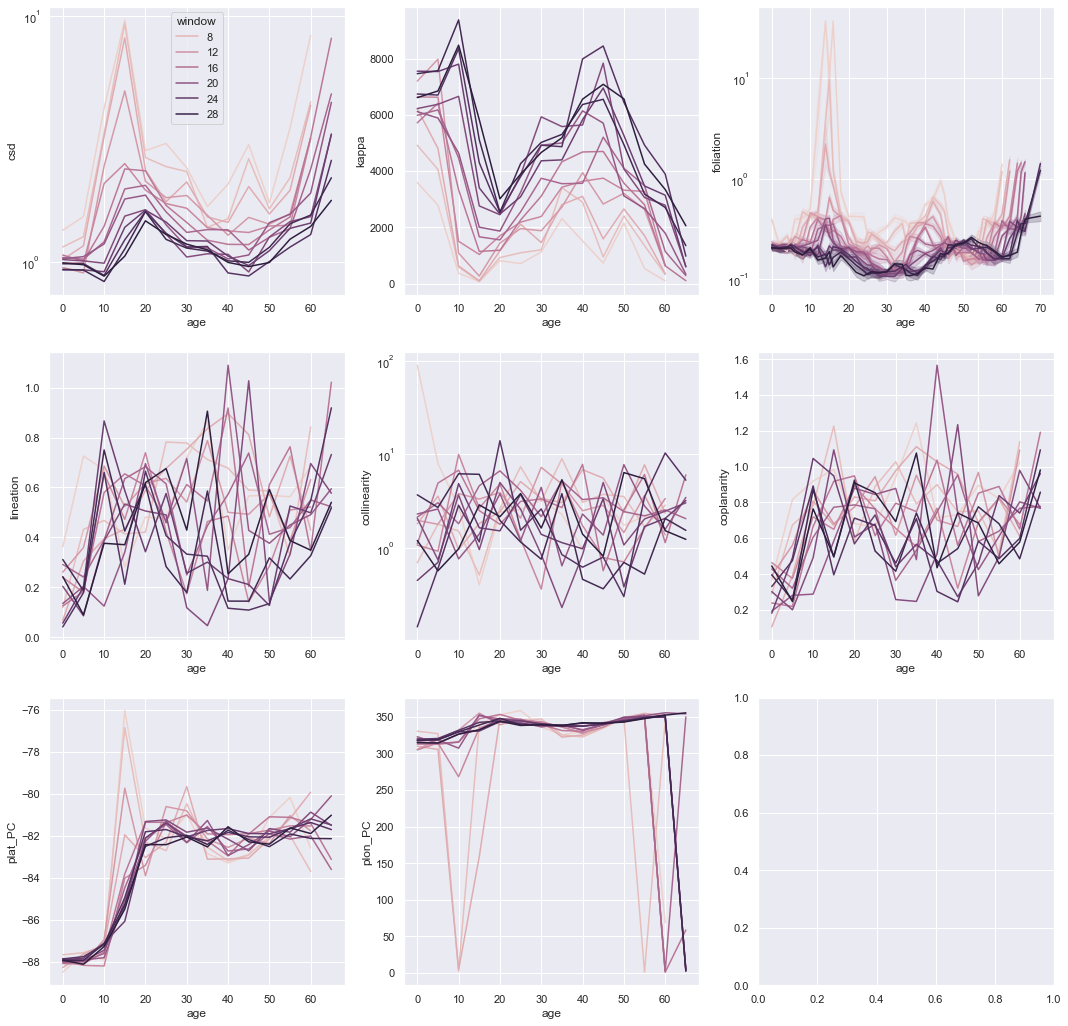 window
8
12
16
20
24
28
10¹
10⁰
csd
0 10 20 30 40 50 60
age
8000
6000
4000
2000
0
kappa
0 10 20 30 40 50 60
age
10¹
10⁰
10⁻¹
foliation
0 10 20 30 40 50 60 70
age
1.0
0.8
0.6
0.4
0.2
0.0
lineation
0 10 20 30 40 50 60
age
10²
10¹
10⁰
collinearity
0 10 20 30 40 50 60
age
1.6
1.4
1.2
1.0
0.8
0.6
0.4
0.2
coplanarity
0 10 20 30 40 50 60
age
−76
−78
−80
−82
−84
−86
−88
plat_PC
0 10 20 30 40 50 60
age
350
300
250
200
150
100
50
0
plon_PC
0 10 20 30 40 50 60
age
1.0
0.8
0.6
0.4
0.2
0.0
0.0 0.2 0.4 0.6 0.8 1.0